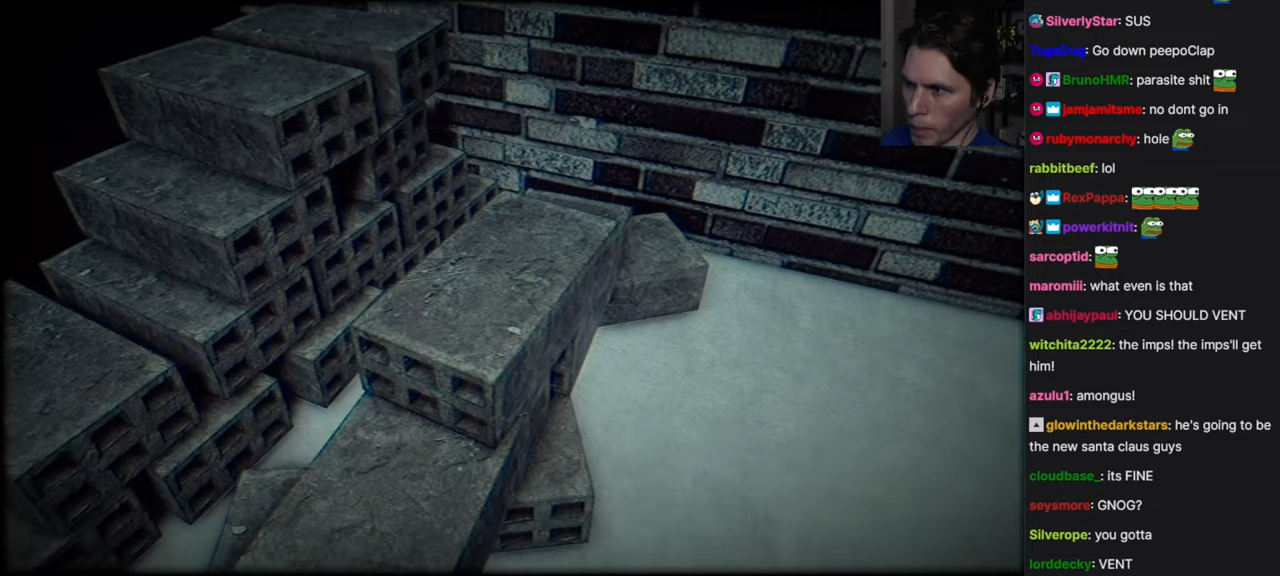 SilverlyStar: SUS
TugaDug: Go down peepoClap
BrunoHMR: parasite shit
jamjamitsme: no dont go in
rubymonarchy: hole
rabbitbeef: lol
RexPappa:
powerkitnit:
sarcoptid:
maromiii: what even is that
abhijaypaul: YOU SHOULD VENT
witchita2222: the imps! the imps'll get
him!
azulu1: amongus!
glowinthedarkstars: he's going to be
the new santa claus guys
cloudbase_: its FINE
seysmore: GNOG?
Silverope: you gotta
lorddecky: VENT